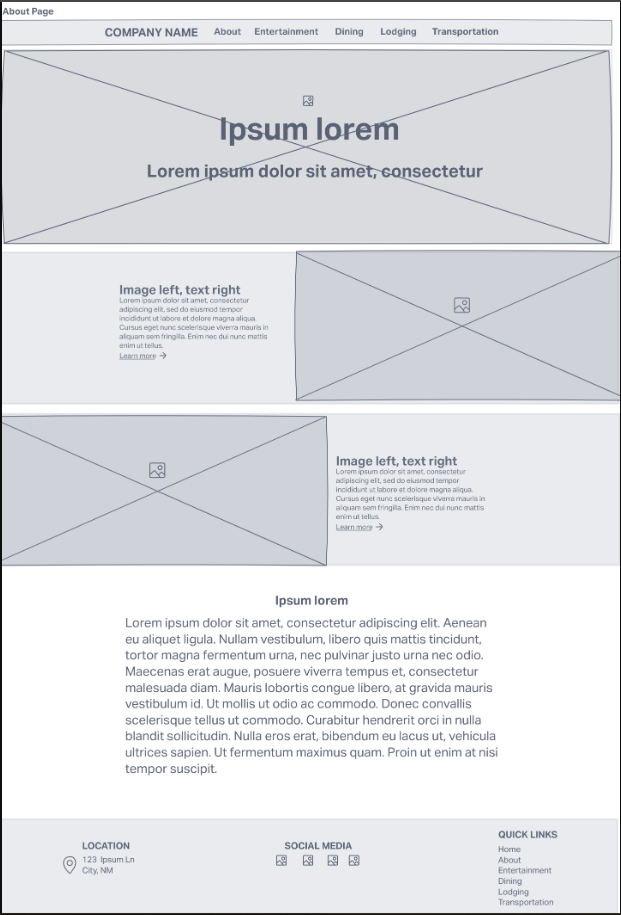 About Page
COMPANY NAME About Entertainment Dining Lodging Transportation
Ipsum lorem
Lorem ipsum dolor sit amet, consectetur
Image left, text right
Lorem ipsum dolor sit amet, consectetur
adipiscing elit, sed do eiusmod tempor
incididunt ut labore et dolore magna aliqua.
Cursus eget nunc scelerisque viverra mauris in
aliquam sem fringilla. Enim nec dui nunc mattis
enim ut tellus.
Learn more
Image left, text right
Lorem ipsum dolor sit amet, consectetur
adipiscing elit, sed do eiusmod tempor
incididunt ut labore et dolore magna aliqua.
Cursus eget nunc scelerisque viverra mauris in
aliquam sem fringilla. Enim nec dui nunc mattis
enim ut tellus.
Learn more
Ipsum lorem
Lorem ipsum dolor sit amet, consectetur adipiscing elit. Aenean
eu aliquet ligula. Nullam vestibulum, libero quis mattis tincidunt,
tortor magna fermentum urna, nec pulvinar justo urna nec odio.
Maecenas erat augue, posuere viverra tempus et, consectetur
malesuada diam. Mauris lobortis congue libero, at gravida mauris
vestibulum id. Ut mollis ut odio ac commodo. Donec convallis
scelerisque tellus ut commodo. Curabitur hendrerit orci in nulla
blandit sollicitudin. Nulla eros erat, bibendum eu lacus ut, vehicula
ultrices sapien. Ut fermentum maximus quam. Proin ut enim at nisi
tempor suscipit.
LOCATION
123 Ipsum Ln
City, NM
SOCIAL MEDIA
QUICK LINKS
Home
About
Entertainment
Dining
Lodging
Transportation